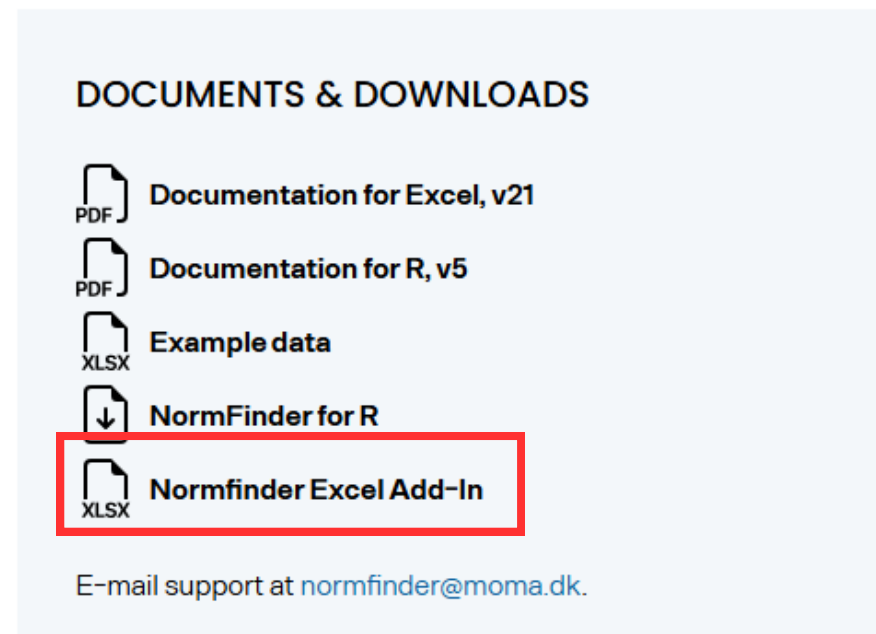 DOCUMENTS & DOWNLOADS
PDF Documentation for Excel, v21
PDF Documentation for R, v5
XLSX Example data
NormFinder for R
XLSX Normfinder Excel Add-In
E-mail support at normfinder@moma.dk.